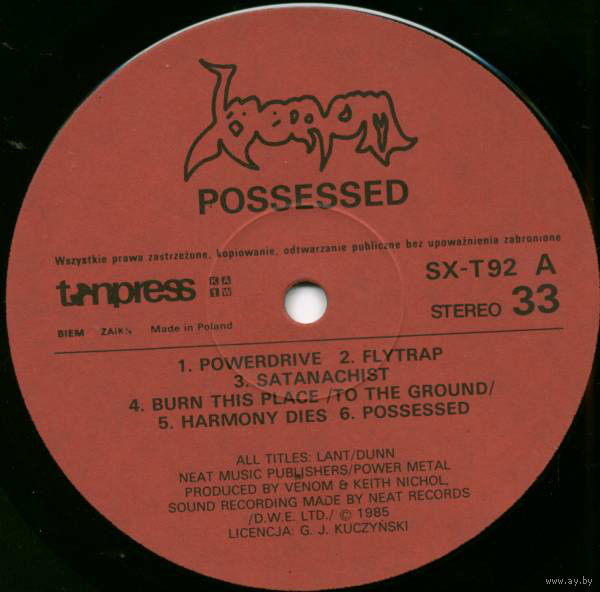 Venom
POSSESSED
Wszystkie prawa zastrzeżone, kopiowanie, odtwarzanie publiczne bez upoważnienia zabronione
tonpress KAW
SX-T92 A
STEREO 33
BIEM ZAIKS Made in Poland
1. POWERDRIVE 2. FLYTRAP
3. SATANACHIST
4. BURN THIS PLACE /TO THE GROUND/
5. HARMONY DIES 6. POSSESSED
ALL TITLES: LANT/DUNN
NEAT MUSIC PUBLISHERS/POWER METAL
PRODUCED BY VENOM & KEITH NICHOL,
SOUND RECORDING MADE BY NEAT RECORDS
/D.W.E. LTD./ © 1985
LICENCJA: G. J. KUCZYŃSKI
www.ay.by